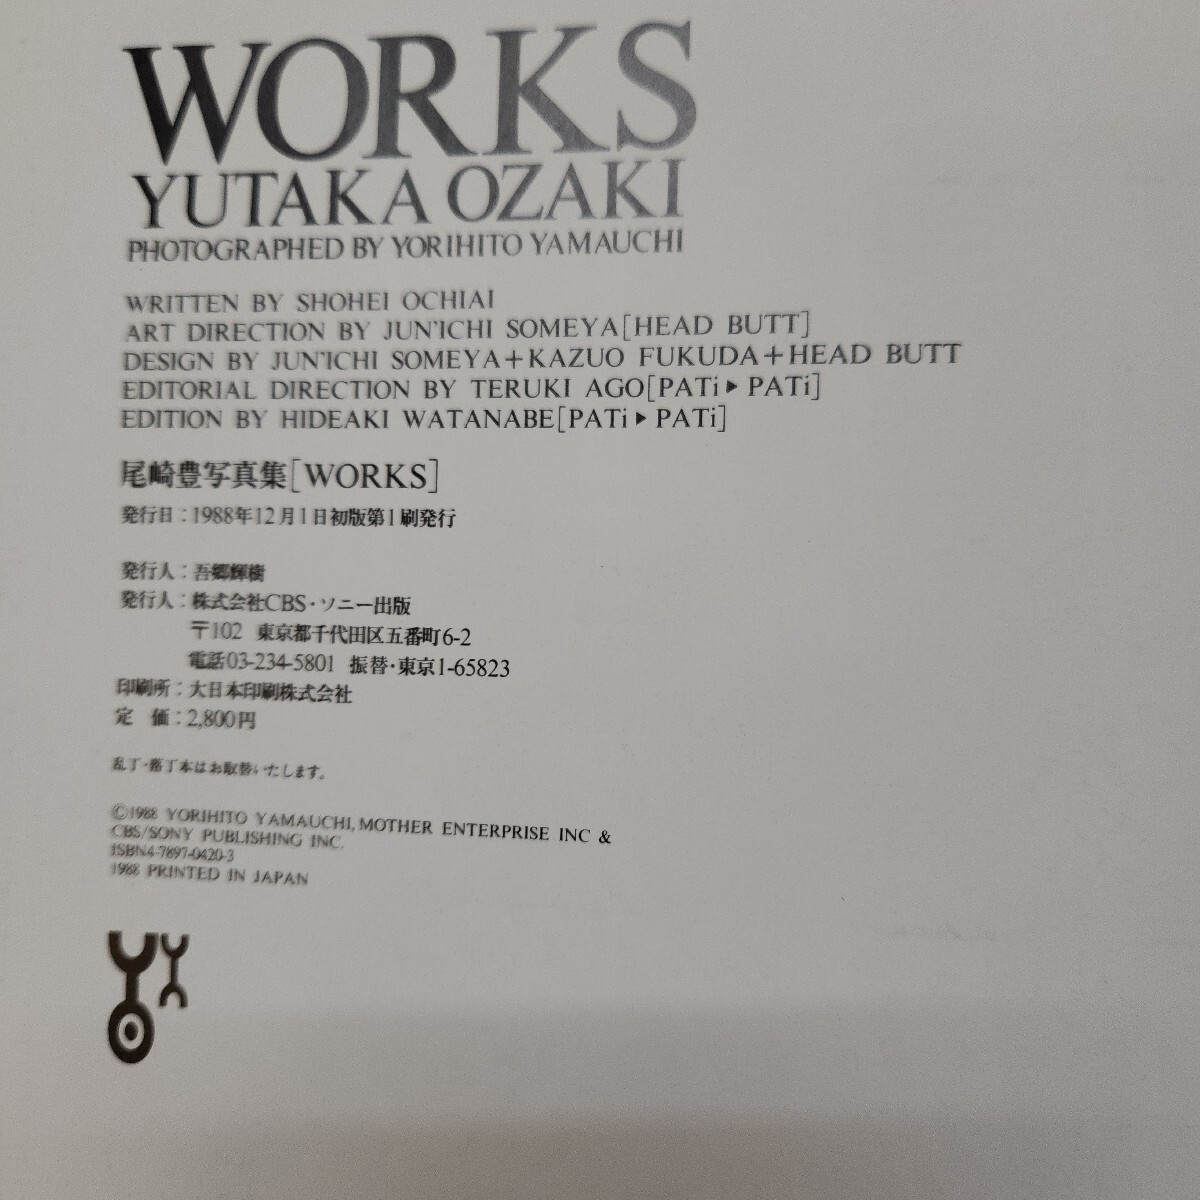 WORKS
YUTAKA OZAKI
PHOTOGRAPHED BY YORIHITO YAMAUCHI
WRITTEN BY SHOHEI OCHIAI
ART DIRECTION BY JUN'ICHI SOMEYA[HEAD BUTT]
DESIGN BY JUN'ICHI SOMEYA+KAZUO FUKUDA+HEAD BUTT
EDITORIAL DIRECTION BY TERUKI AGO[PATi▶PATi]
EDITION BY HIDEAKI WATANABE[PATi▶PATi]
尾崎豊写真集[WORKS]
発行日：1988年12月1日初版第1刷発行
発行人：吾郷輝樹
発行人：株式会社CBS・ソニー出版
〒102 東京都千代田区五番町6-2
電話03-234-5801 振替・東京1-65823
印刷所：大日本印刷株式会社
定　価：2,800円
乱丁・落丁本はお取替いたします。
©1988 YORIHITO YAMAUCHI, MOTHER ENTERPRISE INC &
CBS/SONY PUBLISHING INC.
ISBN4-7897-0420-3
1988 PRINTED IN JAPAN